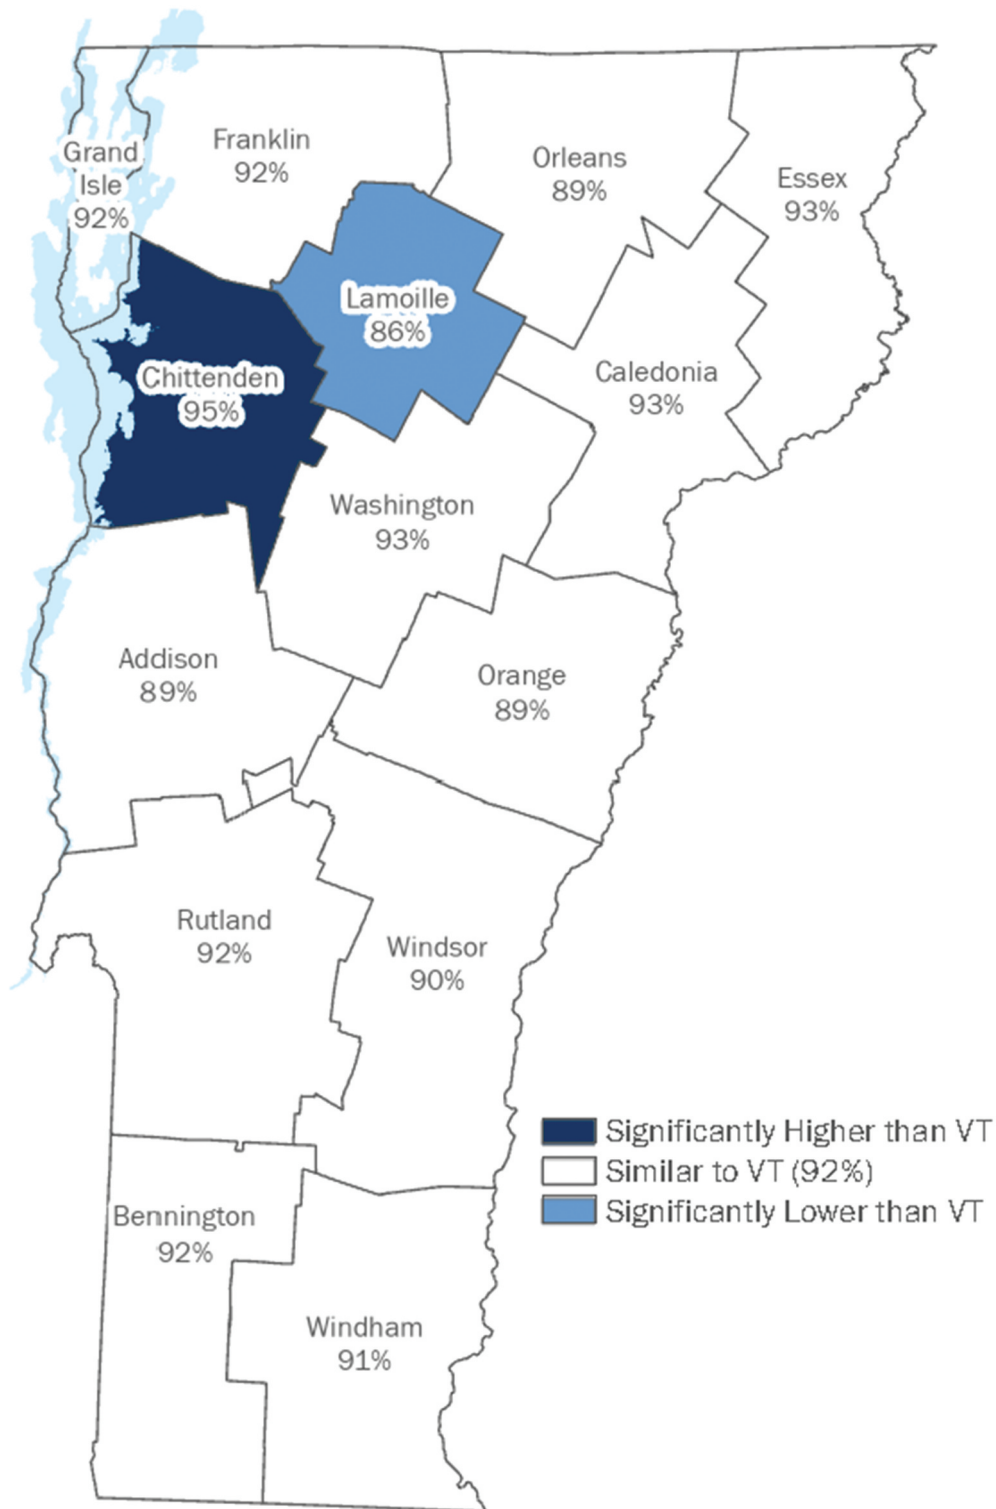 Franklin
92%
Grand
Isle
92%
Orleans
89%
Essex
93%
Lamoille
86%
Chittenden
95%
Caledonia
93%
Washington
93%
Addison
89%
Orange
89%
Rutland
92%
Windsor
90%
Significantly Higher than VT
Similar to VT (92%)
Significantly Lower than VT
Bennington
92%
Windham
91%